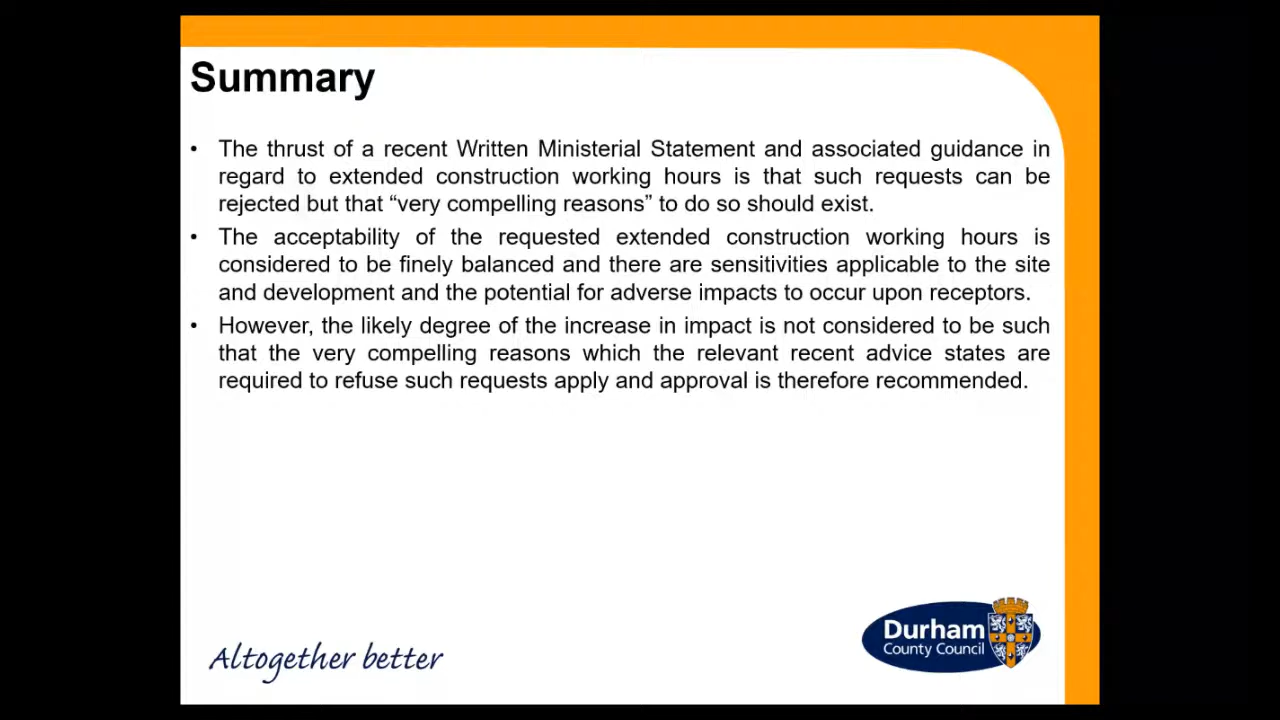 Summary
• The thrust of a recent Written Ministerial Statement and associated guidance in
regard to extended construction working hours is that such requests can be
rejected but that “very compelling reasons” to do so should exist.
• The acceptability of the requested extended construction working hours is
considered to be finely balanced and there are sensitivities applicable to the site
and development and the potential for adverse impacts to occur upon receptors.
• However, the likely degree of the increase in impact is not considered to be such
that the very compelling reasons which the relevant recent advice states are
required to refuse such requests apply and approval is therefore recommended.
Altogether better
Durham
County Council